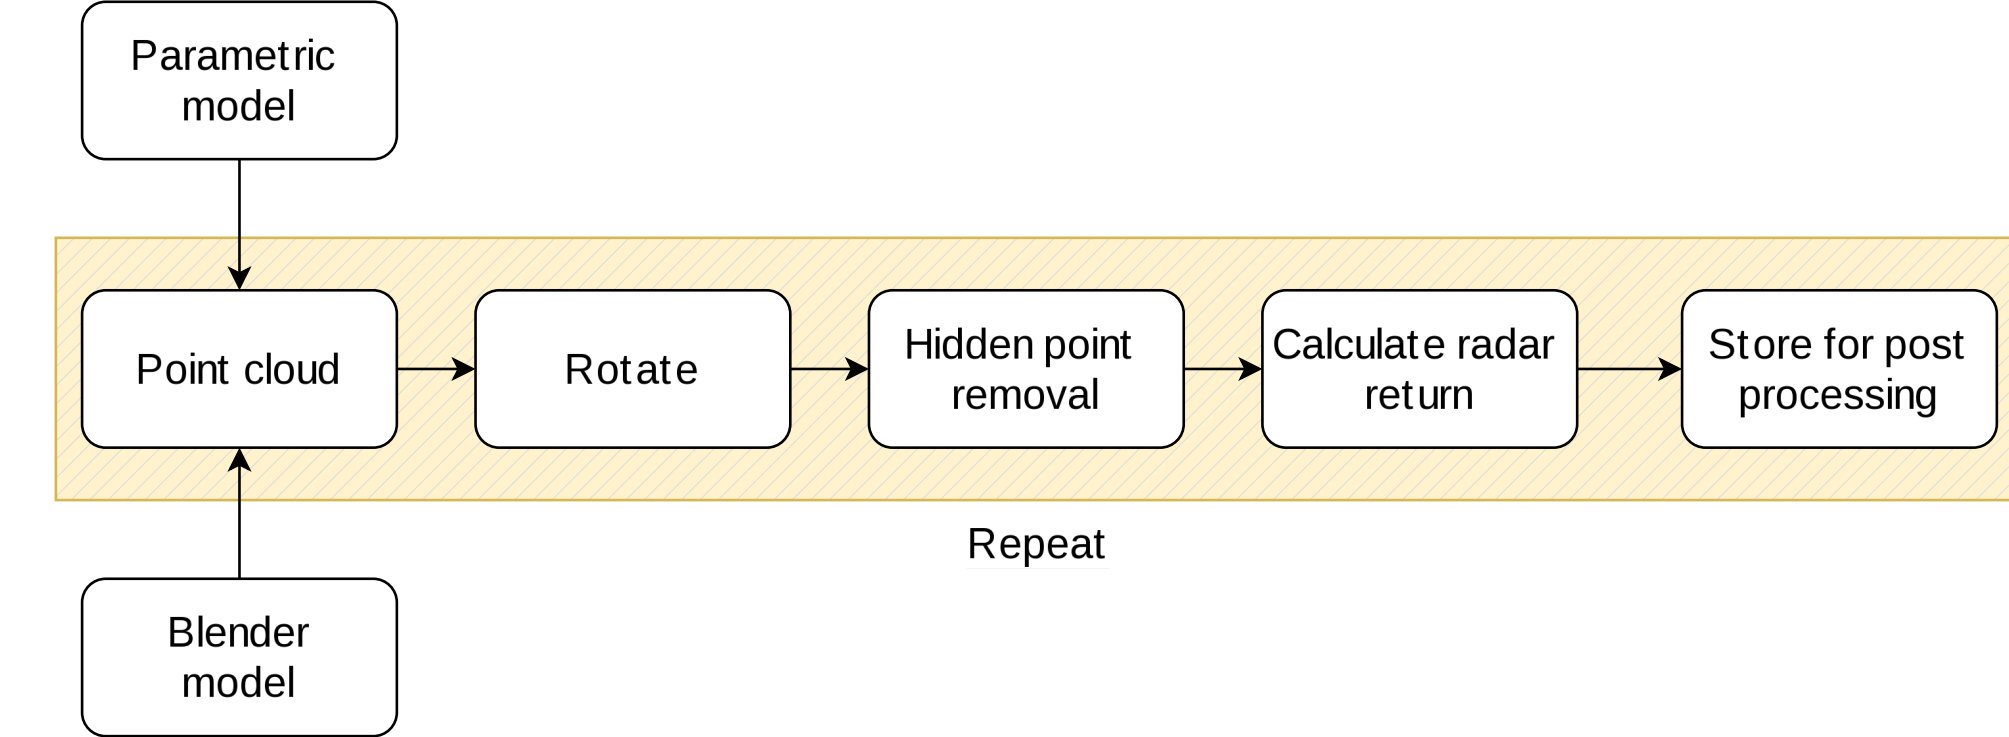 Parametric
model
Point cloud
Rotate
Hidden point
removal
Calculate radar
return
Store for post
processing
Repeat
Blender
model